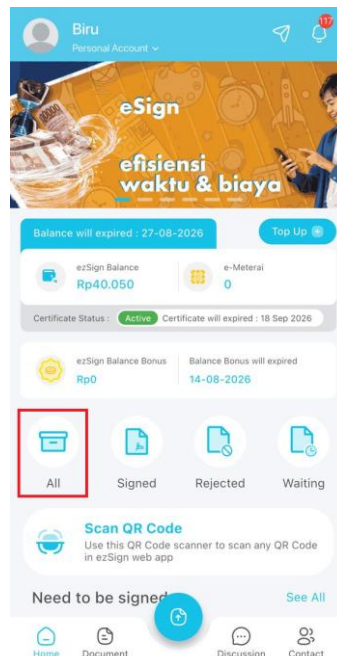 Biru
Personal Account
117
eSign
efisiensi
waktu & biaya
Balance will expired : 27-08-2026
Top Up
ezSign Balance
Rp40.050
e-Meterai
0
Certificate Status : Active Certificate will expired : 18 Sep 2026
ezSign Balance Bonus
Rp0
Balance Bonus will expired
14-08-2026
All
Signed
Rejected
Waiting
Scan QR Code
Use this QR Code scanner to scan any QR Code
in ezSign web app
Need to be signed
See All
Home
Document
Discussion
Contact